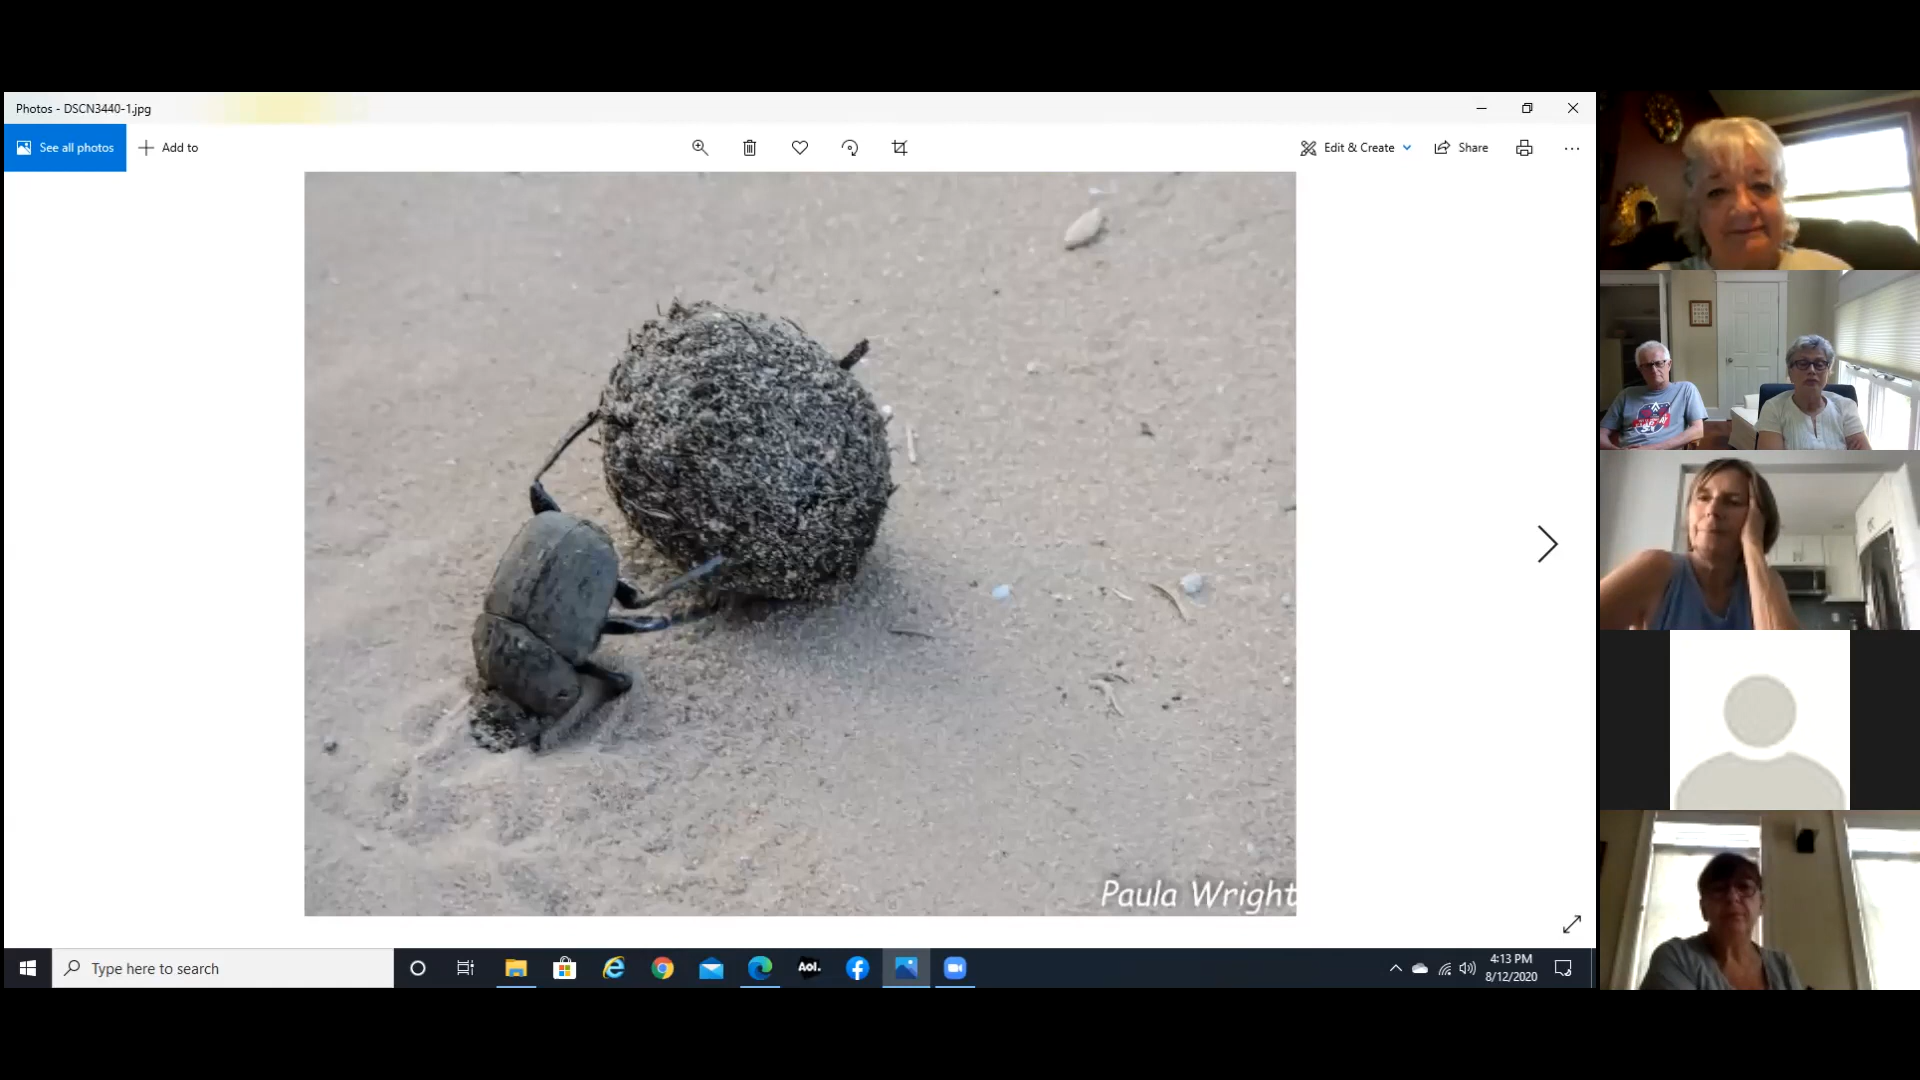 Photos - DSCN3440-1.jpg
See all photos
Add to
Edit & Create
Share
Paula Wright
Type here to search
Aol.
4:13 PM
8/12/2020